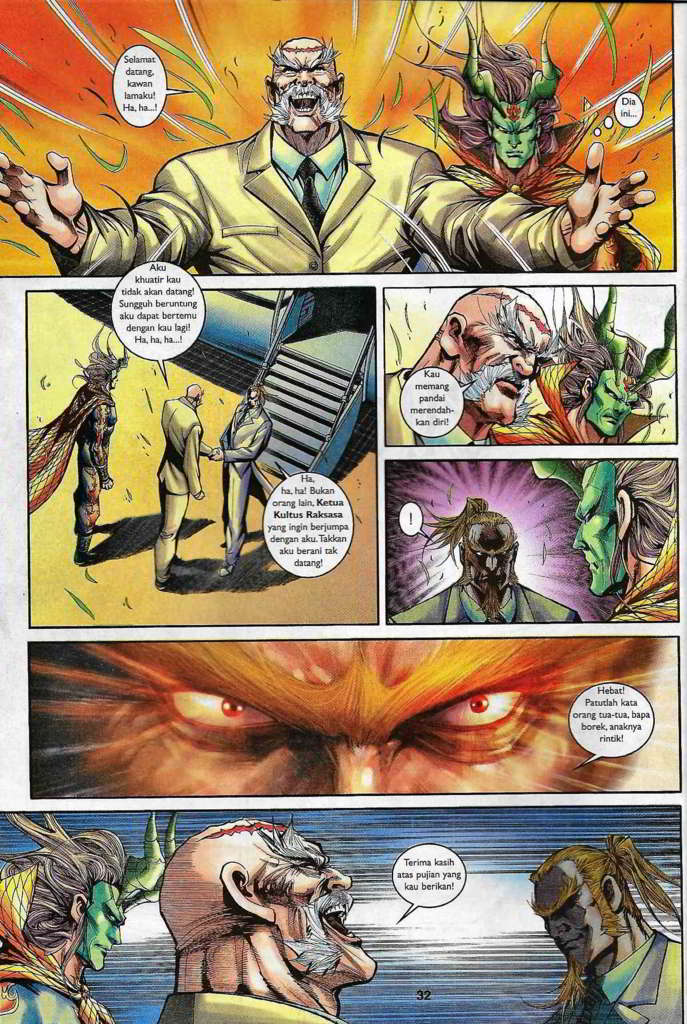 Selamat
datang,
kawan
lamaku!
Ha, ha...!
Dia
ini...
Aku
khuatir kau
tidak akan datang!
Sungguh beruntung
aku dapat bertemu
dengan kau lagi!
Ha, ha, ha...!
Ha,
ha, ha! Bukan
orang lain, Ketua
Kultus Raksasa
yang ingin berjumpa
dengan aku. Takkan
aku berani tak
datang!
Kau
memang
pandai
merendah-
kan diri!
!
Hebat!
Patutlah kata
orang tua-tua, bapa
borek, anaknya
rintik!
Terima kasih
atas pujian yang
kau berikan!
32